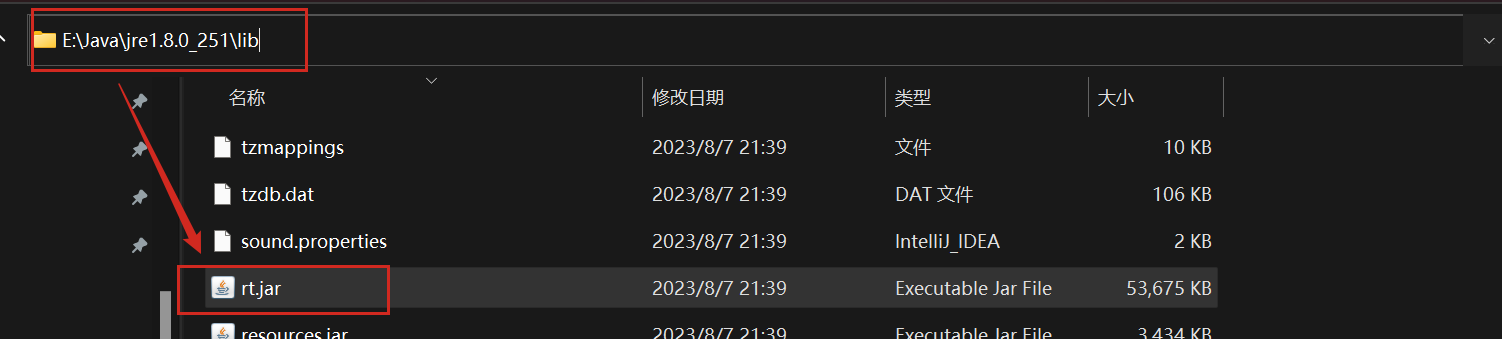 E:\Java\jre1.8.0_251\lib
名称 修改日期 类型 大小
tzmappings 2023/8/7 21:39 文件 10 KB
tzdb.dat 2023/8/7 21:39 DAT 文件 106 KB
sound.properties 2023/8/7 21:39 IntelliJ_IDEA 2 KB
rt.jar 2023/8/7 21:39 Executable Jar File 53,675 KB
resources.jar 2023/8/7 21:39 Executable Jar File 3,434 KB